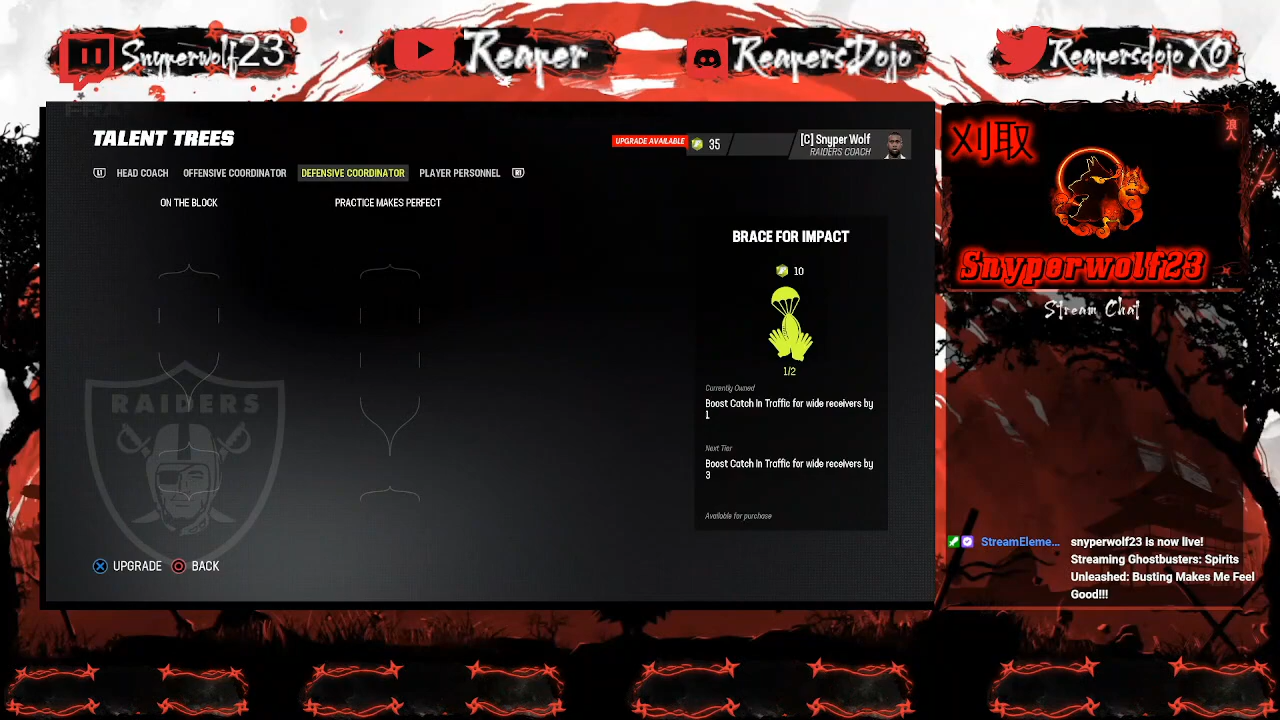 Snyperwolf23
Reaper
ReapersDojo
ReapersdojoXO
TALENT TREES
UPGRADE AVAILABLE
35
[C] Snyper Wolf
RAIDERS COACH
HEAD COACH
OFFENSIVE COORDINATOR
DEFENSIVE COORDINATOR
PLAYER PERSONNEL
ON THE BLOCK
PRACTICE MAKES PERFECT
BRACE FOR IMPACT
10
1/2
Currently Owned
Boost Catch In Traffic for wide receivers by
1
Next Tier
Boost Catch In Traffic for wide receivers by
3
Available for purchase
RAIDERS
UPGRADE
BACK
刈取
浪人
Snyperwolf23
Stream Chat
StreamEleme...
snyperwolf23 is now live!
Streaming Ghostbusters: Spirits
Unleashed: Busting Makes Me Feel
Good!!!